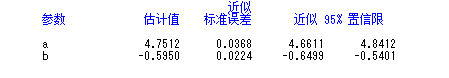 近似
参数 估计值 标准误差 近似 95% 置信限
a 4.7512 0.0368 4.6611 4.8412
b -0.5950 0.0224 -0.6499 -0.5401